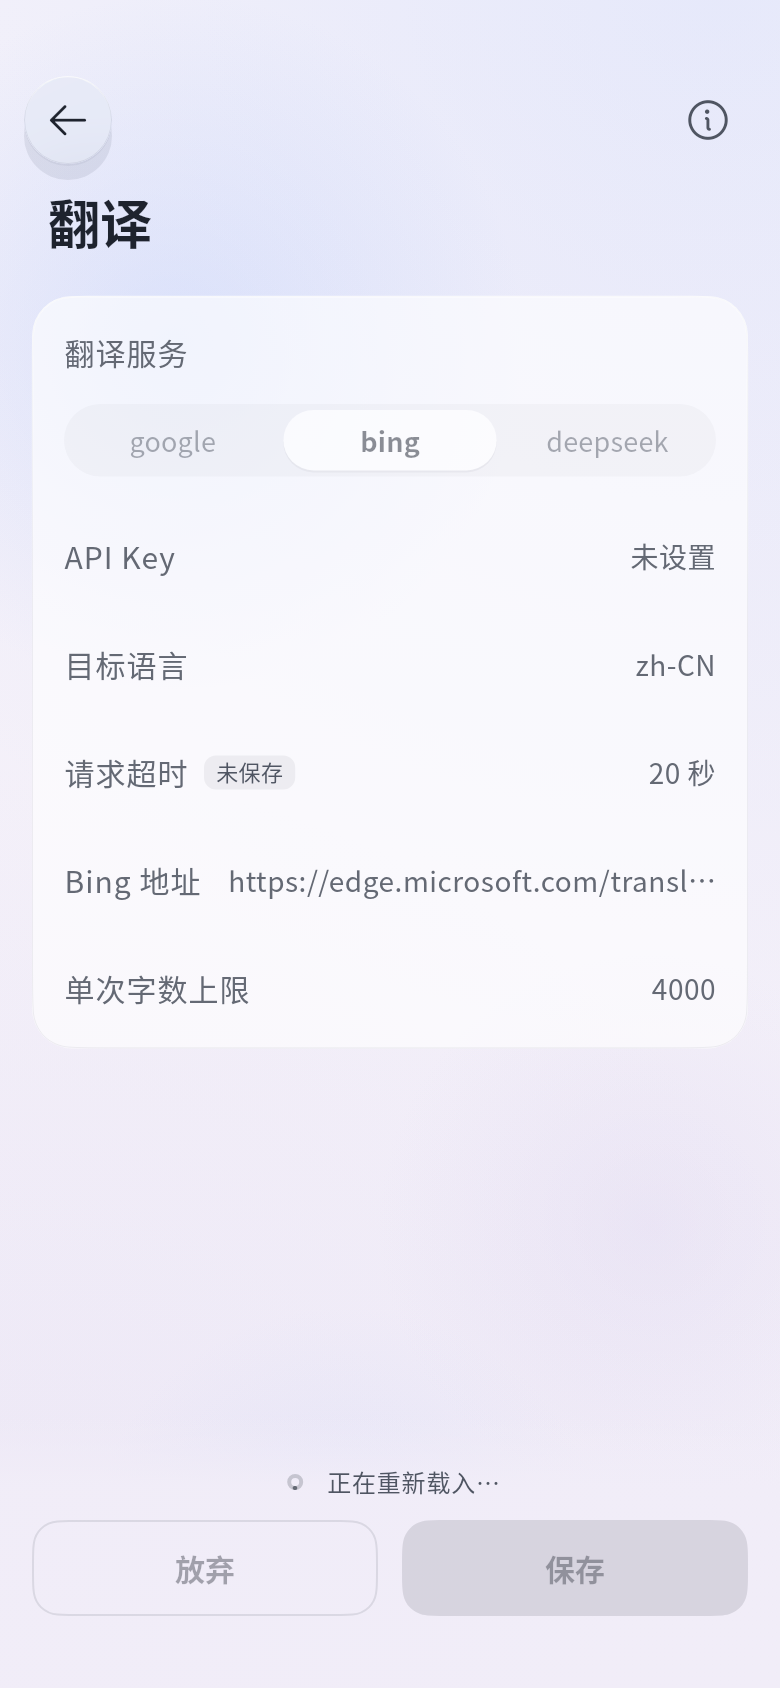 翻译
翻译服务
google bing deepseek
API Key 未设置
目标语言 zh-CN
请求超时 未保存 20 秒
Bing 地址 https://edge.microsoft.com/transl…
单次字数上限 4000
正在重新载入…
放弃 保存